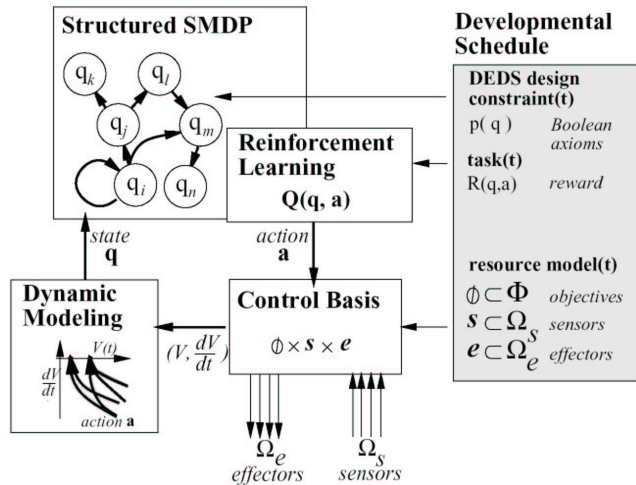 Structured SMDP
q_k
q_l
q_j
q_m
q_i
q_n
Reinforcement
Learning
Q(q, a)
state
q
action
a
Dynamic
Modeling
V(t)
dV
dt
action a
(V, dV/dt)
Control Basis
ϕ × s × e
Ω_e
effectors
Ω_s
sensors
Developmental
Schedule
DEDS design
constraint(t)
p( q ) Boolean
axioms
task(t)
R(q,a) reward
resource model(t)
ϕ ⊂ Φ objectives
s ⊂ Ω_s sensors
e ⊂ Ω_e effectors